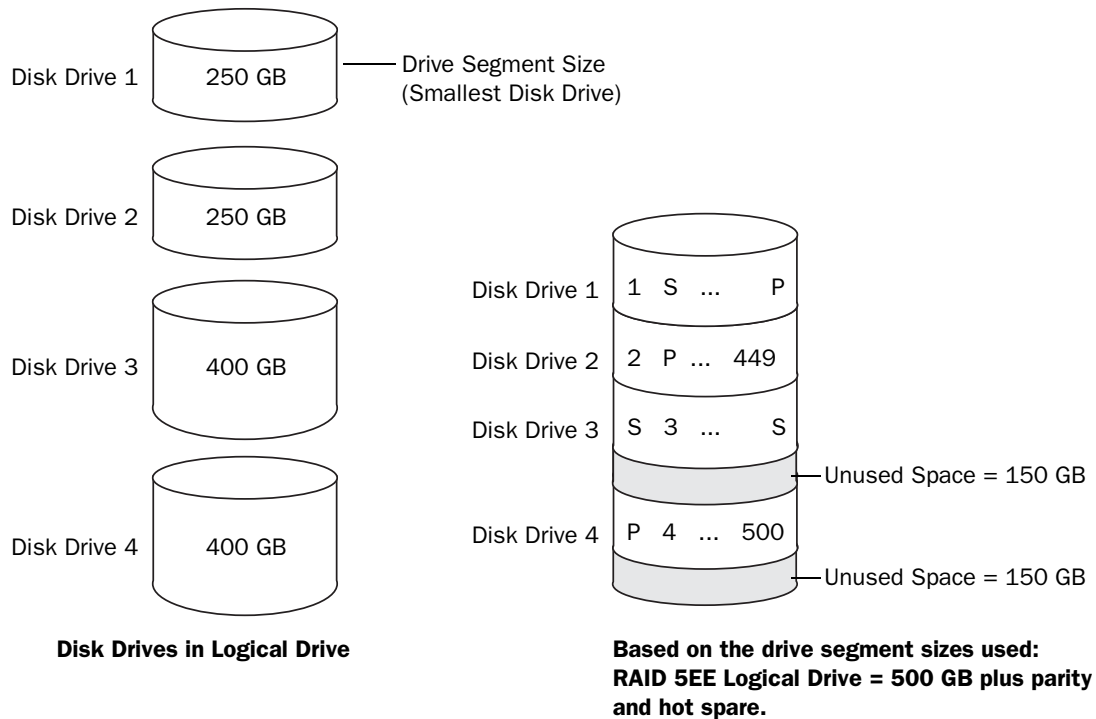 Disk Drive 1
250 GB
Drive Segment Size
(Smallest Disk Drive)
Disk Drive 2
250 GB
Disk Drive 3
400 GB
Disk Drive 4
400 GB
Disk Drives in Logical Drive
Disk Drive 1
1 S ... P
Disk Drive 2
2 P ... 449
Disk Drive 3
S 3 ... S
Unused Space = 150 GB
Disk Drive 4
P 4 ... 500
Unused Space = 150 GB
Based on the drive segment sizes used:
RAID 5EE Logical Drive = 500 GB plus parity
and hot spare.